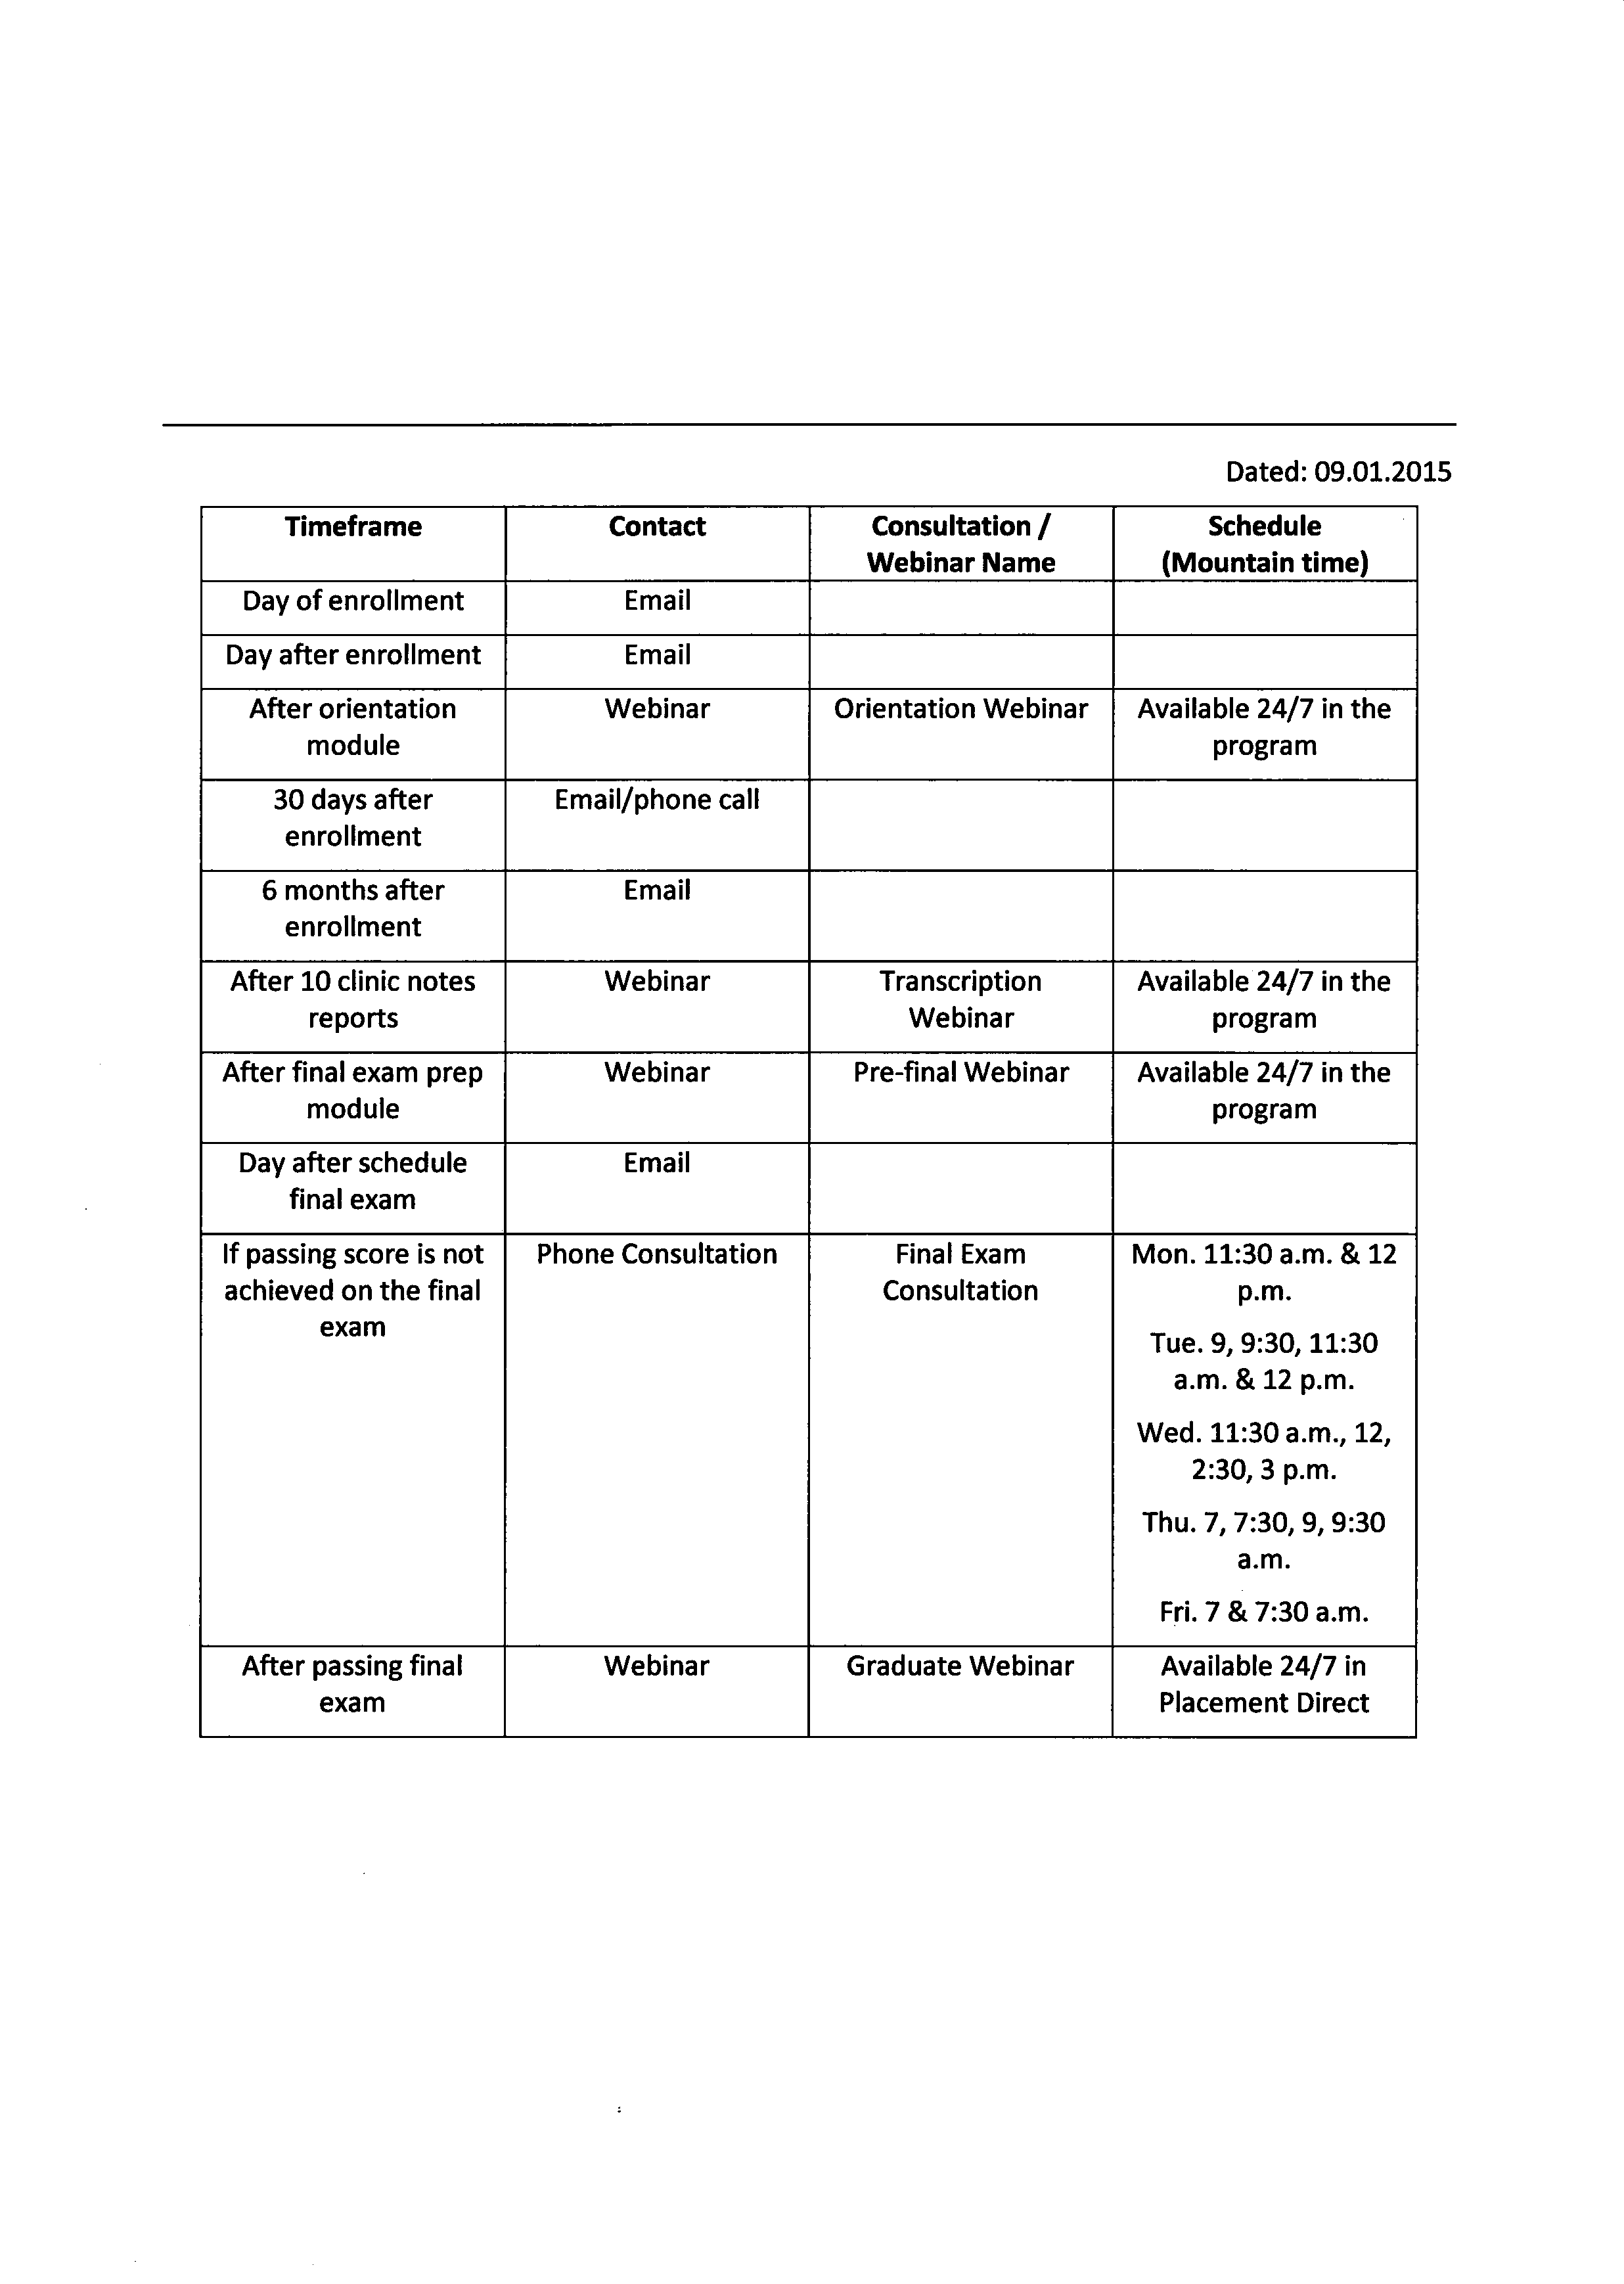 Dated: 09.01.2015
Timeframe Contact Consultation / Schedule
Webinar Name (Mountain time)
Day of enrollment Email
Day after enrollment Email
After orientation Webinar Orientation Webinar Available 24/7 in the
module program
30 days after Email/phone call
enrollment
6 months after Email
enrollment
After 10 clinic notes Webinar Transcription Available 24/7 in the
reports Webinar program
After final exam prep Webinar Pre-final Webinar Available 24/7 in the
module program
Day after schedule Email
final exam
If passing score is not Phone Consultation Final Exam Mon. 11:30 a.m. & 12
achieved on the final Consultation p.m.
exam
Tue. 9, 9:30, 11:30
a.m. & 12 p.m.
Wed. 11:30 a.m., 12,
2:30, 3 p.m.
Thu. 7, 7:30, 9, 9:30
a.m.
Fri. 7 & 7:30 a.m.
After passing final Webinar Graduate Webinar Available 24/7 in
exam Placement Direct